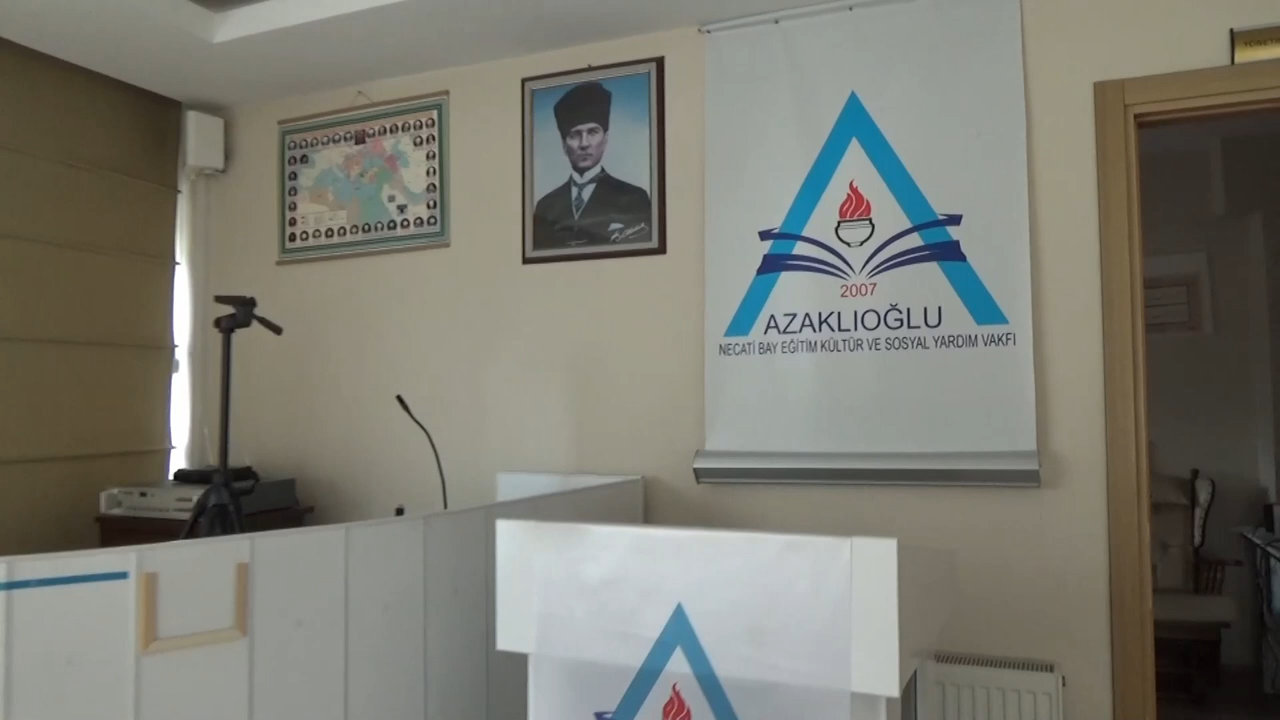 2007
AZAKLIOĞLU
NECATİ BAY EĞİTİM KÜLTÜR VE SOSYAL YARDIM VAKFI